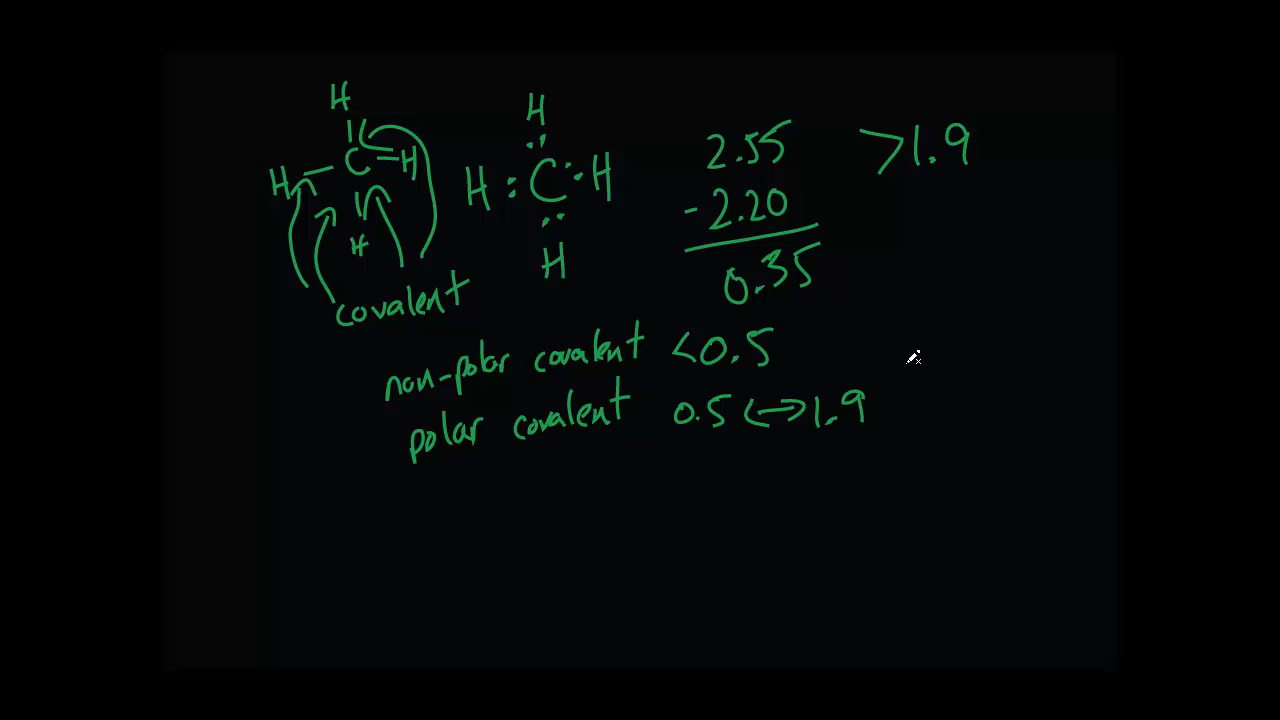 H
H C H
H
H : C : H
H
H
covalent
2.55
- 2.20
0.35
>1.9
non-polar covalent <0.5
polar covalent 0.5 <-> 1.9